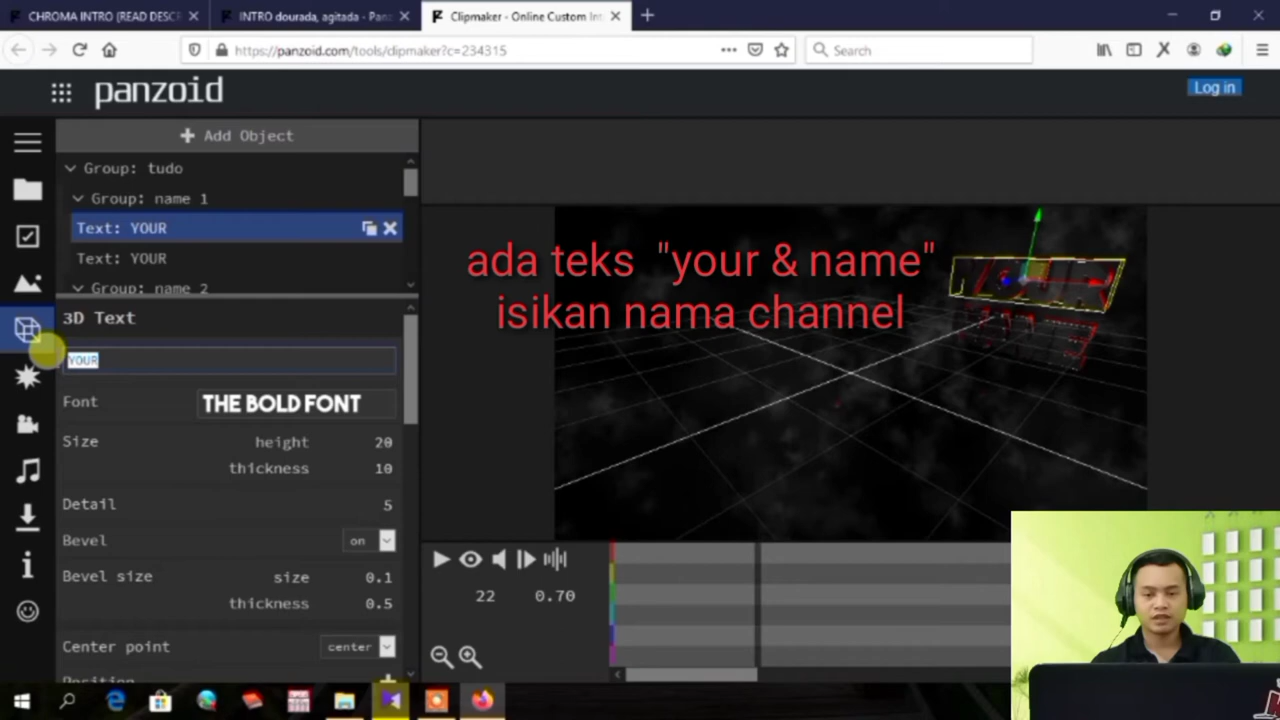 CHROMA INTRO [READ DESCR
INTRO dourada, agitada - Panz
Clipmaker - Online Custom Int
https://panzoid.com/tools/clipmaker?c=234315
Search
panzoid
Log in
Add Object
Group: tudo
Group: name 1
Text: YOUR
Text: YOUR
Group: name 2
ada teks "your & name"
isikan nama channel
3D Text
YOUR
Font THE BOLD FONT
Size height 20
thickness 10
Detail 5
Bevel on
Bevel size size 0.1
thickness 0.5
Center point center
Position
22 0.70